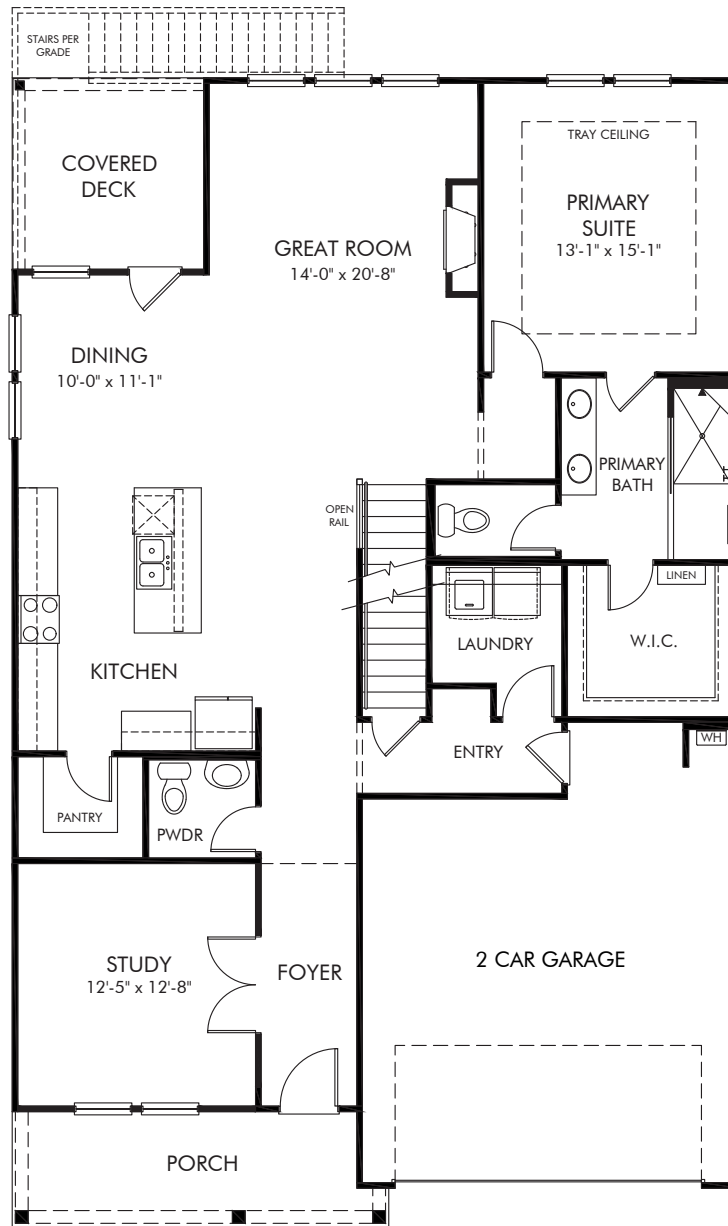 STAIRS PER
GRADE
COVERED
DECK
TRAY CEILING
PRIMARY
SUITE
13'-1" x 15'-1"
GREAT ROOM
14'-0" x 20'-8"
DINING
10'-0" x 11'-1"
PRIMARY
BATH
OPEN
RAIL
LINEN
W.I.C.
LAUNDRY
KITCHEN
ENTRY
WH
PANTRY
PWDR
STUDY
12'-5" x 12'-8"
FOYER
2 CAR GARAGE
PORCH